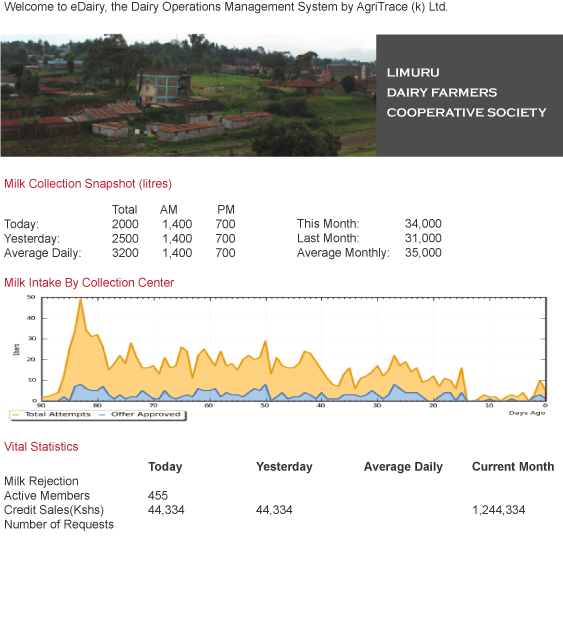 Welcome to eDairy, the Dairy Operations Management System by AgriTrace (k) Ltd.
LIMURU
DAIRY FARMERS
COOPERATIVE SOCIETY
Milk Collection Snapshot (litres)
Total AM PM
Today: 2000 1,400 700 This Month: 34,000
Yesterday: 2500 1,400 700 Last Month: 31,000
Average Daily: 3200 1,400 700 Average Monthly: 35,000
Milk Intake By Collection Center
50
40
30
20
10
0
Users
90 80 70 60 50 40 30 20 10 0
Days Ago
Total Attempts Offer Approved
Vital Statistics
Today Yesterday Average Daily Current Month
Milk Rejection
Active Members 455
Credit Sales(Kshs) 44,334 44,334 1,244,334
Number of Requests